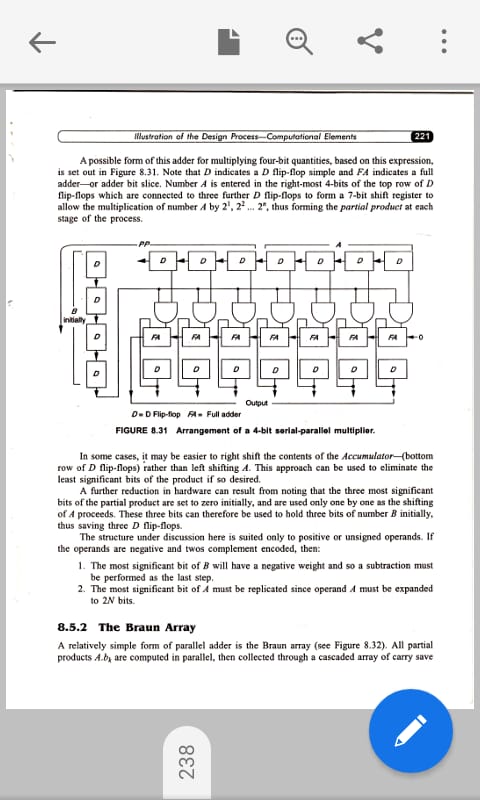 Illustration of the Design Process—Computational Elements 221
A possible form of this adder for multiplying four-bit quantities, based on this expression,
is set out in Figure 8.31. Note that D indicates a D flip-flop simple and FA indicates a full
adder—or adder bit slice. Number A is entered in the right-most 4-bits of the top row of D
flip-flops which are connected to three further D flip-flops to form a 7-bit shift register to
allow the multiplication of number A by 2¹, 2² ... 2ⁿ, thus forming the partial product at each
stage of the process.
PP A
D D D D D D D D
D
B
initially
D
FA FA FA FA FA FA FA 0
D D D D D D D D
Output
D = D Flip-flop FA = Full adder
FIGURE 8.31 Arrangement of a 4-bit serial-parallel multiplier.
In some cases, it may be easier to right shift the contents of the Accumulator—(bottom
row of D flip-flops) rather than left shifting A. This approach can be used to eliminate the
least significant bits of the product if so desired.
A further reduction in hardware can result from noting that the three most significant
bits of the partial product are set to zero initially, and are used only one by one as the shifting
of A proceeds. These three bits can therefore be used to hold three bits of number B initially,
thus saving three D flip-flops.
The structure under discussion here is suited only to positive or unsigned operands. If
the operands are negative and twos complement encoded, then:
1. The most significant bit of B will have a negative weight and so a subtraction must
be performed as the last step.
2. The most significant bit of A must be replicated since operand A must be expanded
to 2N bits.
8.5.2 The Braun Array
A relatively simple form of parallel adder is the Braun array (see Figure 8.32). All partial
products A.bₖ are computed in parallel, then collected through a cascaded array of carry save
238